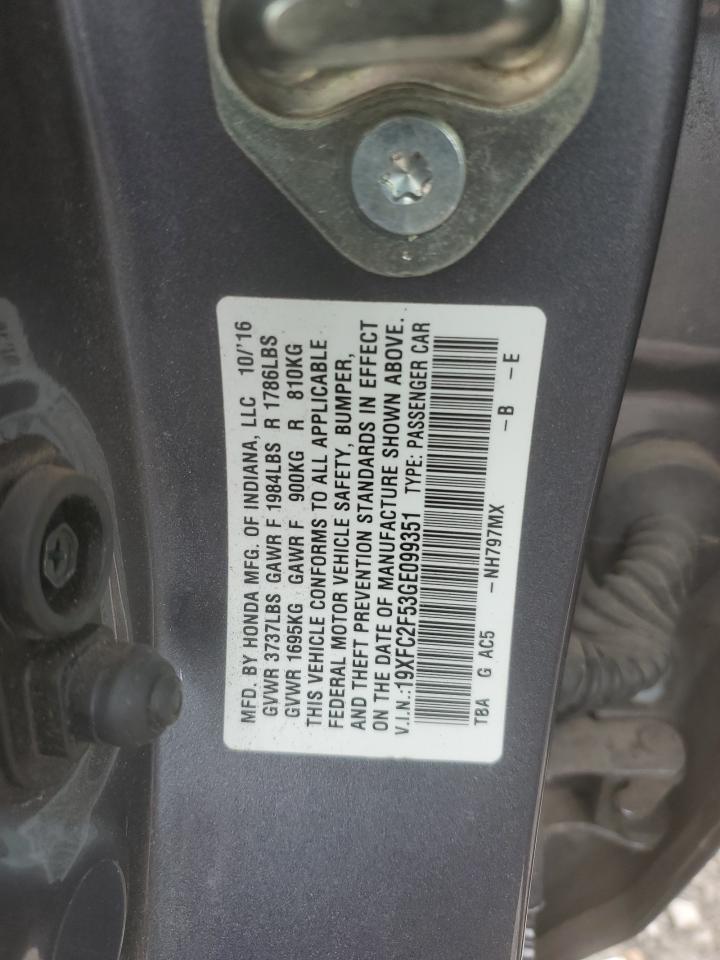 MFD. BY HONDA MFG. OF INDIANA, LLC 10/'16
GVWR 3737LBS GAWR F 1984LBS R 1786LBS
GVWR 1695KG GAWR F 900KG R 810KG
THIS VEHICLE CONFORMS TO ALL APPLICABLE
FEDERAL MOTOR VEHICLE SAFETY, BUMPER,
AND THEFT PREVENTION STANDARDS IN EFFECT
ON THE DATE OF MANUFACTURE SHOWN ABOVE.
V.I.N.:19XFC2F53GE099351 TYPE: PASSENGER CAR
TBA G AC5 -NH797MX -B -E